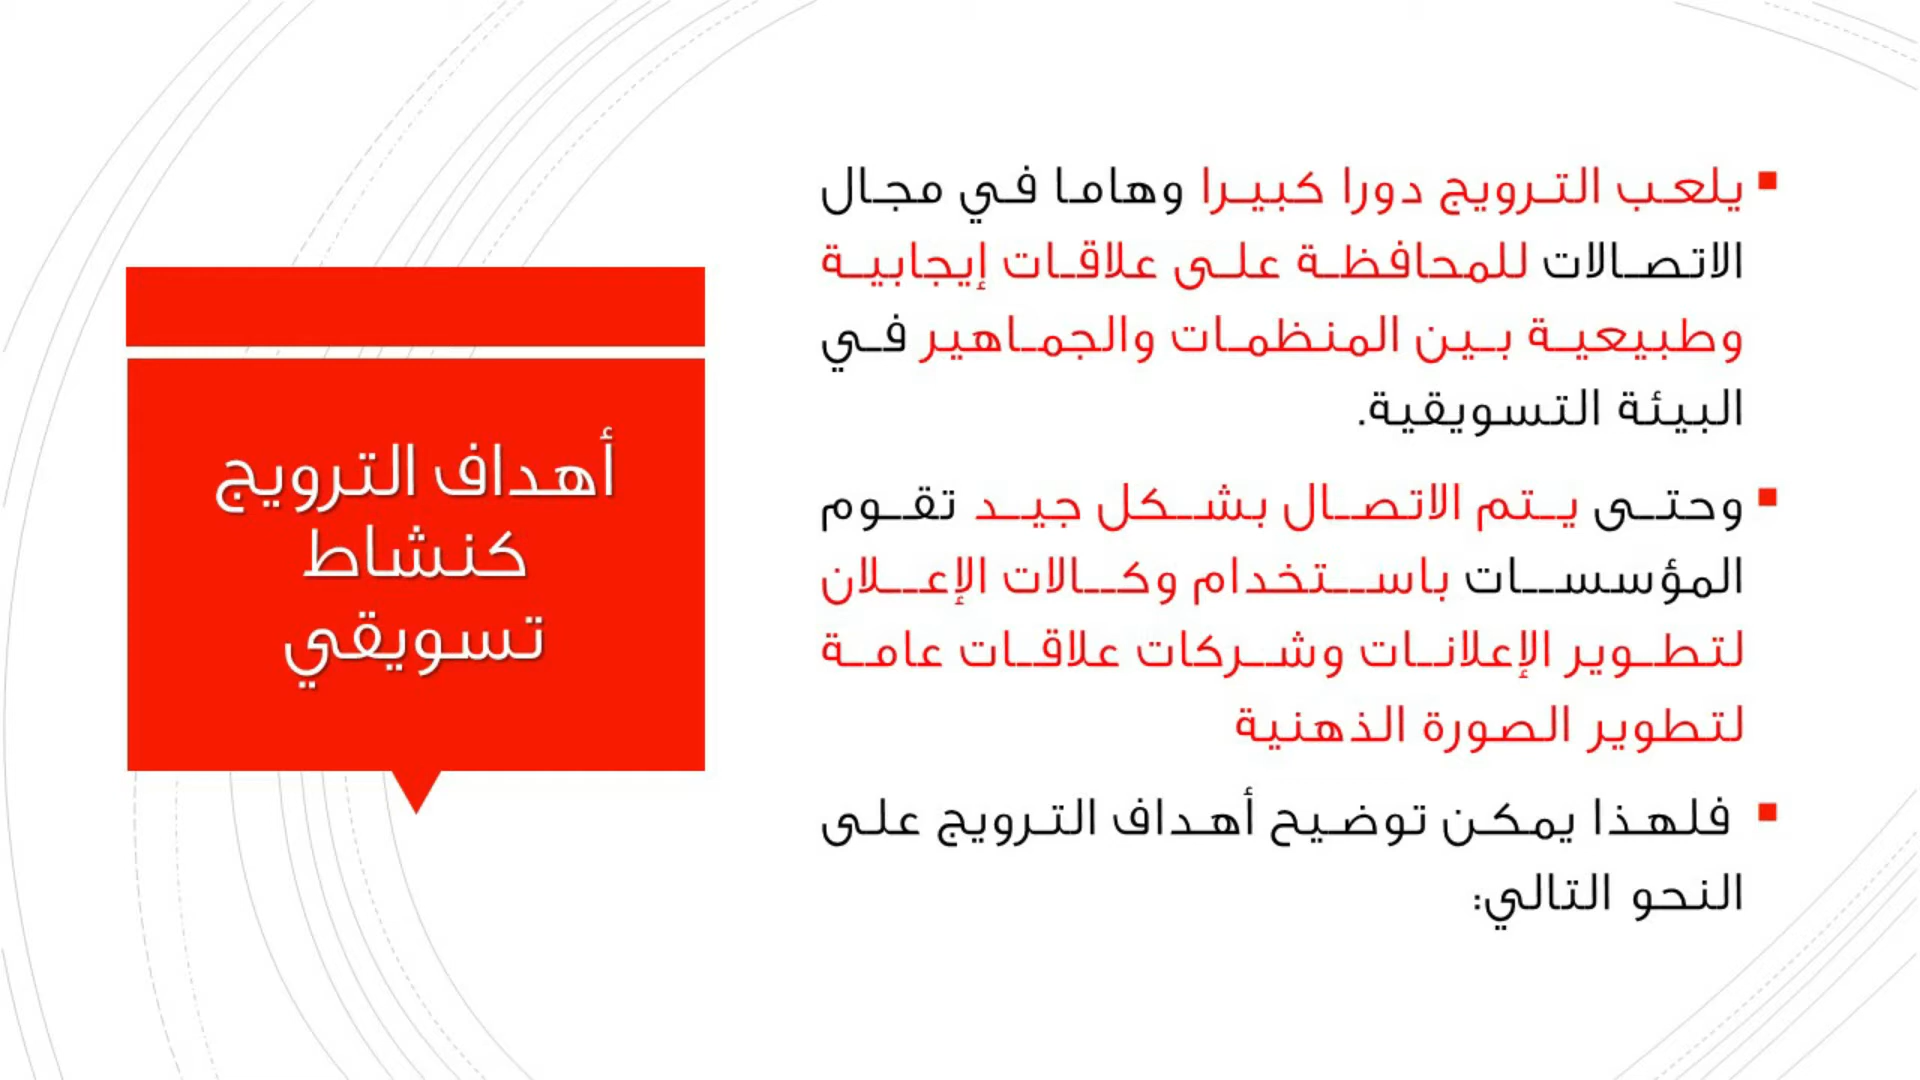 أهداف الترويج
كنشاط
تسويقي
يلعب الترويج دورا كبيرا وهاما في مجال
الاتصالات للمحافظة على علاقات إيجابية
وطبيعية بين المنظمات والجماهير في
البيئة التسويقية.
وحتى يتم الاتصال بشكل جيد تقوم
المؤسسات باستخدام وكالات الإعلان
لتطوير الإعلانات وشركات علاقات عامة
لتطوير الصورة الذهنية
فلهذا يمكن توضيح أهداف الترويج على
النحو التالي: